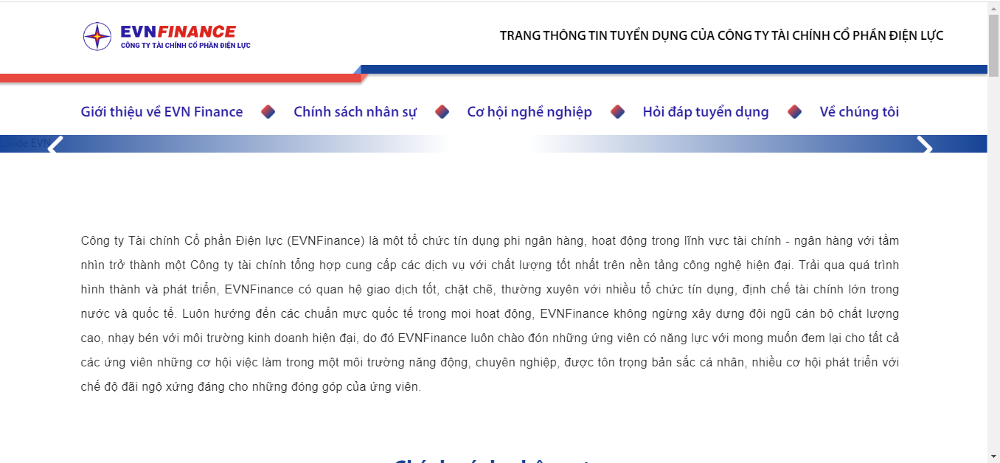 EVNFINANCE
CÔNG TY TÀI CHÍNH CỔ PHẦN ĐIỆN LỰC
TRANG THÔNG TIN TUYỂN DỤNG CỦA CÔNG TY TÀI CHÍNH CỔ PHẦN ĐIỆN LỰC
Giới thiệu về EVN Finance
Chính sách nhân sự
Cơ hội nghề nghiệp
Hỏi đáp tuyển dụng
Về chúng tôi
Slide EVN
Công ty Tài chính Cổ phần Điện lực (EVNFinance) là một tổ chức tín dụng phi ngân hàng, hoạt động trong lĩnh vực tài chính - ngân hàng với tầm
nhìn trở thành một Công ty tài chính tổng hợp cung cấp các dịch vụ với chất lượng tốt nhất trên nền tảng công nghệ hiện đại. Trải qua quá trình
hình thành và phát triển, EVNFinance có quan hệ giao dịch tốt, chặt chẽ, thường xuyên với nhiều tổ chức tín dụng, định chế tài chính lớn trong
nước và quốc tế. Luôn hướng đến các chuẩn mực quốc tế trong mọi hoạt động, EVNFinance không ngừng xây dựng đội ngũ cán bộ chất lượng
cao, nhạy bén với môi trường kinh doanh hiện đại, do đó EVNFinance luôn chào đón những ứng viên có năng lực với mong muốn đem lại cho tất cả
các ứng viên những cơ hội việc làm trong một môi trường năng động, chuyên nghiệp, được tôn trọng bản sắc cá nhân, nhiều cơ hội phát triển với
chế độ đãi ngộ xứng đáng cho những đóng góp của ứng viên.